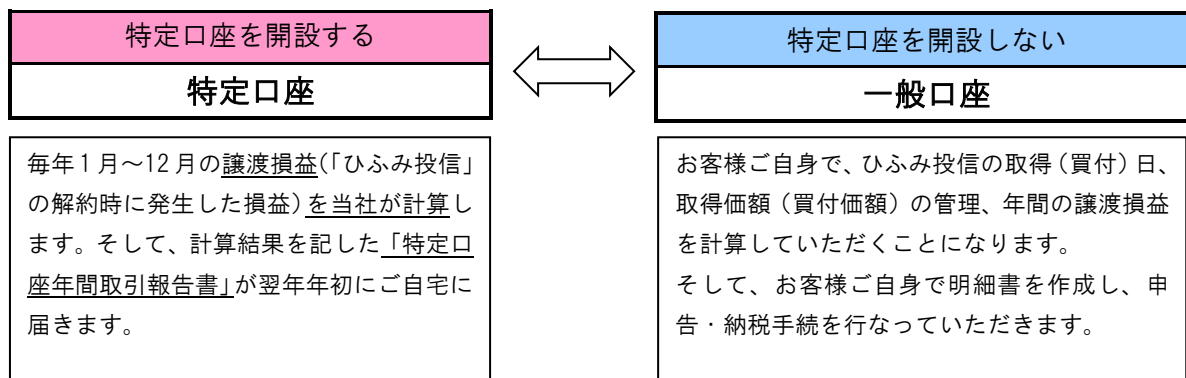 特定口座を開設する
特定口座
毎年1月~12月の譲渡損益(「ひふみ投信」
の解約時に発生した損益)を当社が計算し
ます。そして、計算結果を記した「特定口
座年間取引報告書」が翌年年初にご自宅に
届きます。
特定口座を開設しない
一般口座
お客様ご自身で、ひふみ投信の取得(買付)日、
取得価額(買付価額)の管理、年間の譲渡損益
を計算していただくことになります。
そして、お客様ご自身で明細書を作成し、申
告・納税手続を行なっていただきます。